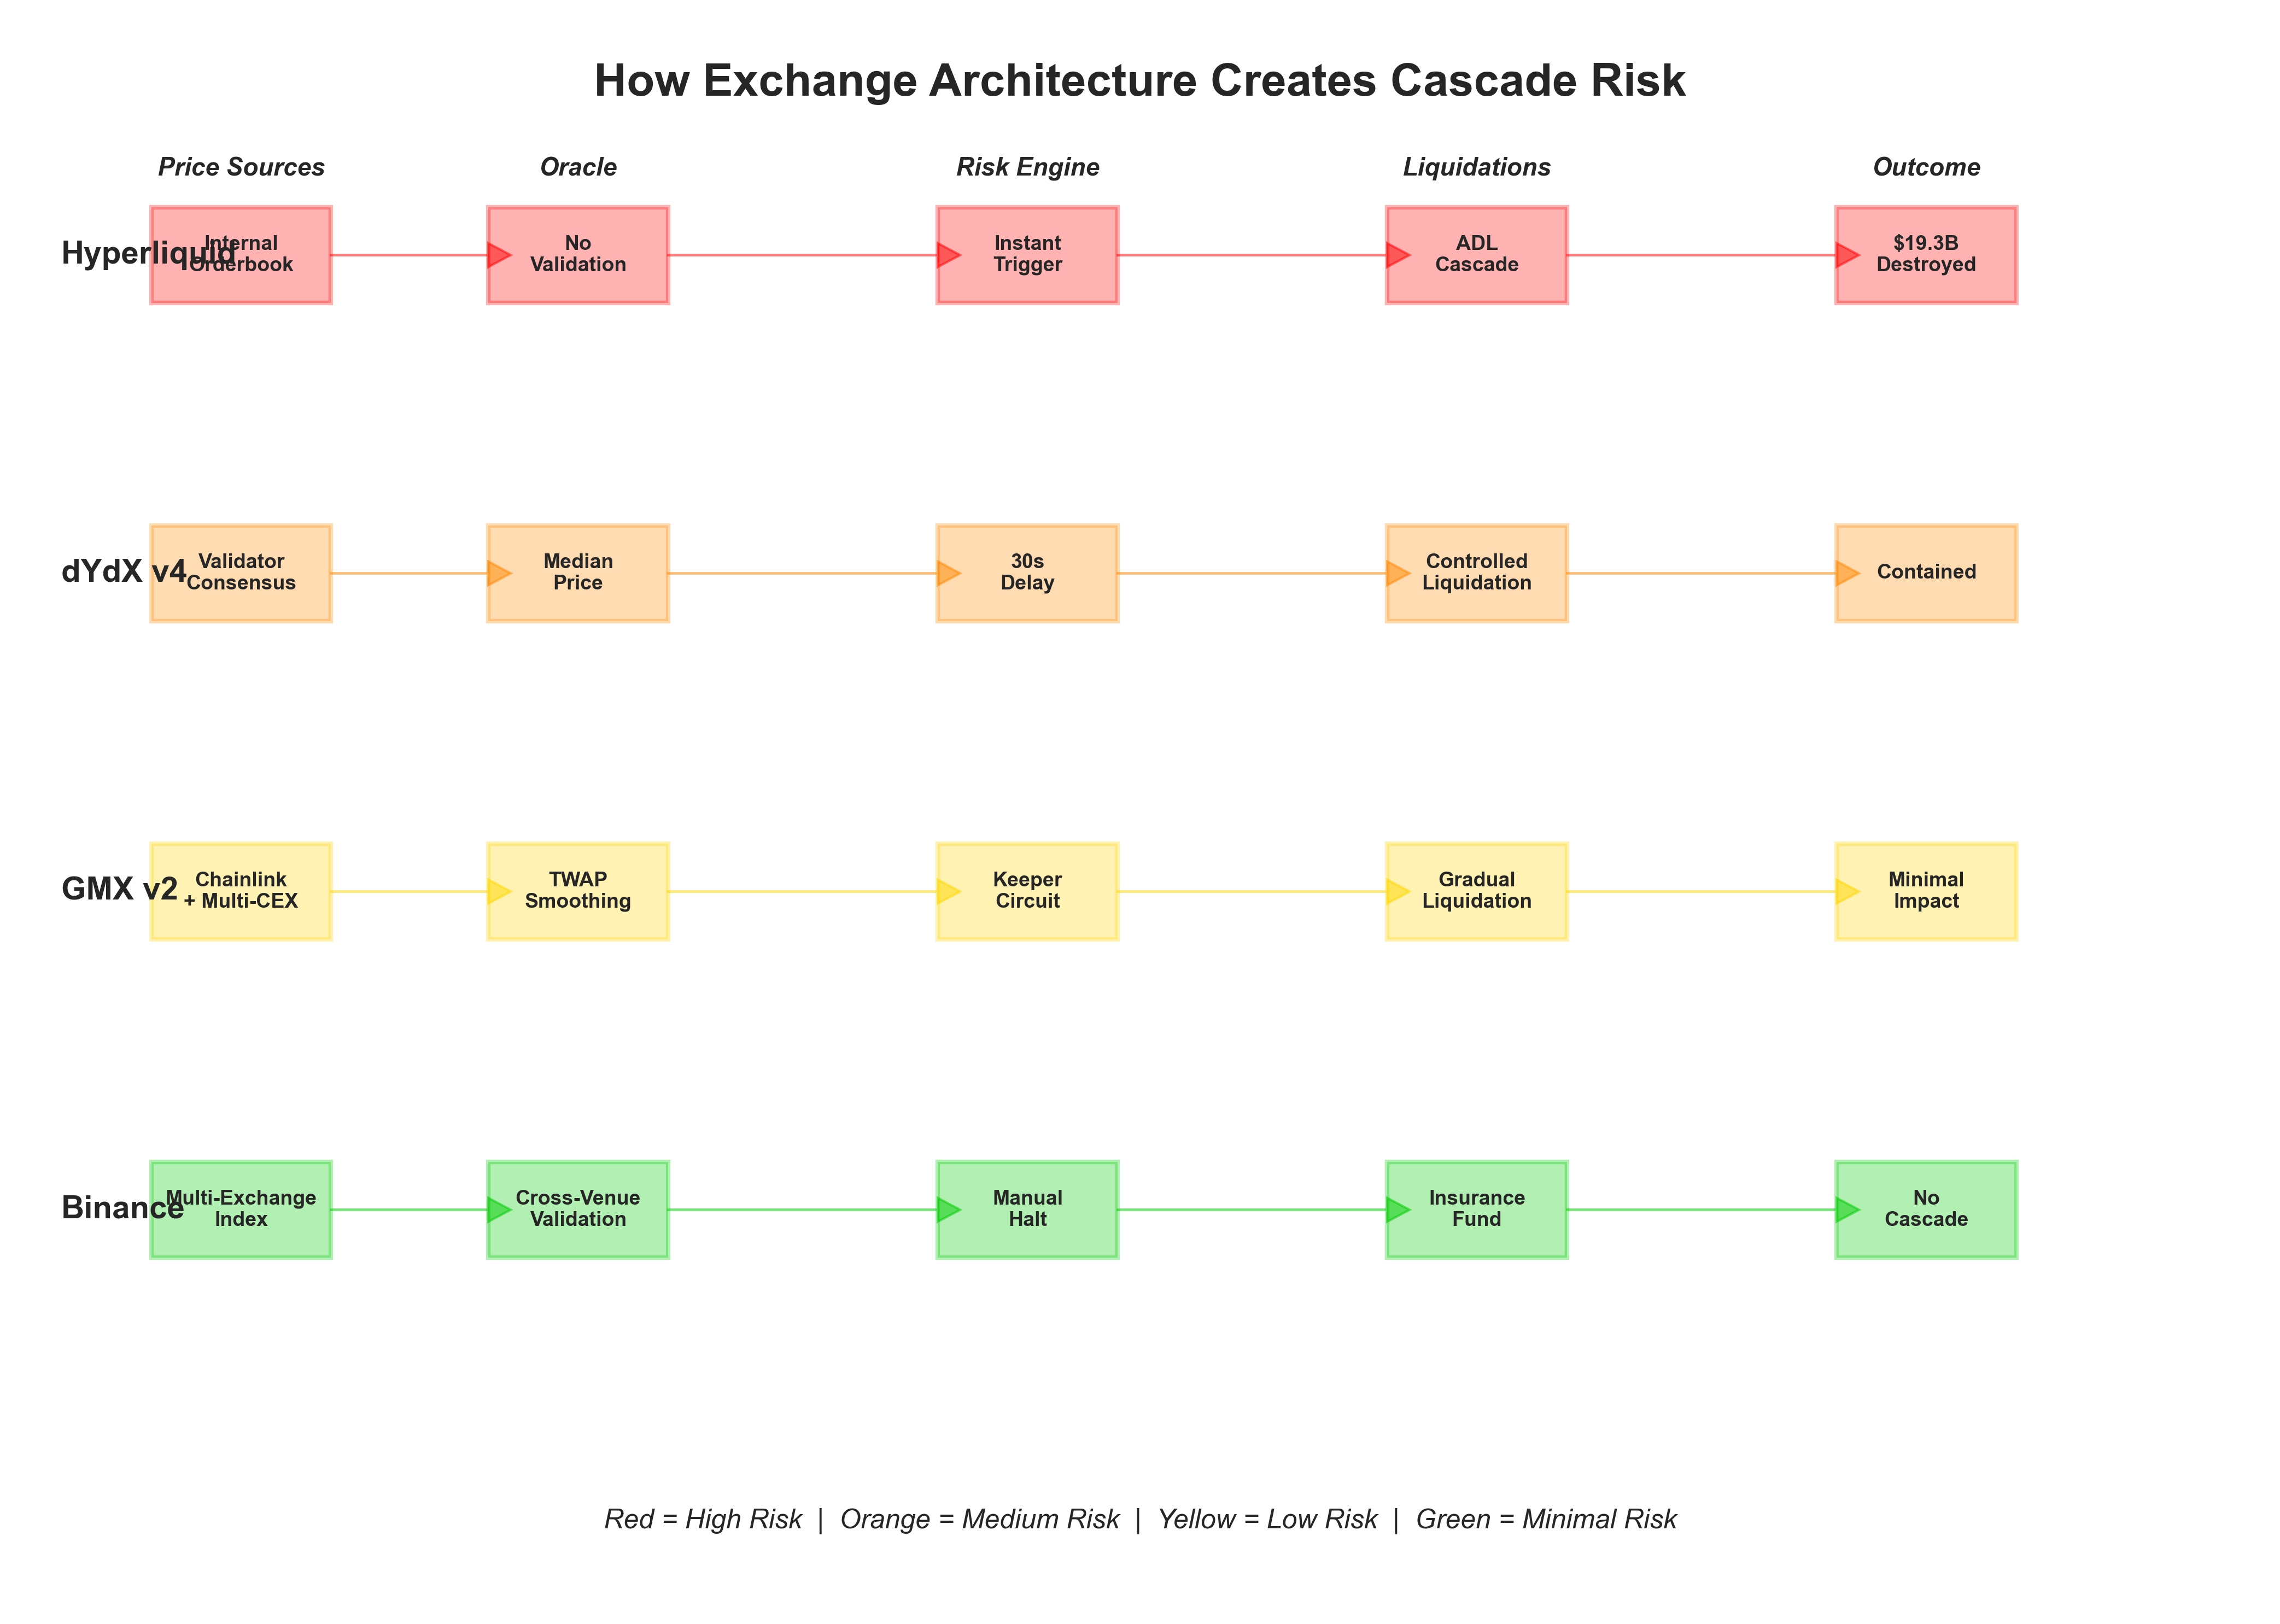 How Exchange Architecture Creates Cascade Risk
Price Sources
Oracle
Risk Engine
Liquidations
Outcome
Hyperliquid
Internal
Orderbook
No
Validation
Instant
Trigger
ADL
Cascade
$19.3B
Destroyed
dYdX v4
Validator
Consensus
Median
Price
30s
Delay
Controlled
Liquidation
Contained
GMX v2
Chainlink
+ Multi-CEX
TWAP
Smoothing
Keeper
Circuit
Gradual
Liquidation
Minimal
Impact
Binance
Multi-Exchange
Index
Cross-Venue
Validation
Manual
Halt
Insurance
Fund
No
Cascade
Red = High Risk | Orange = Medium Risk | Yellow = Low Risk | Green = Minimal Risk